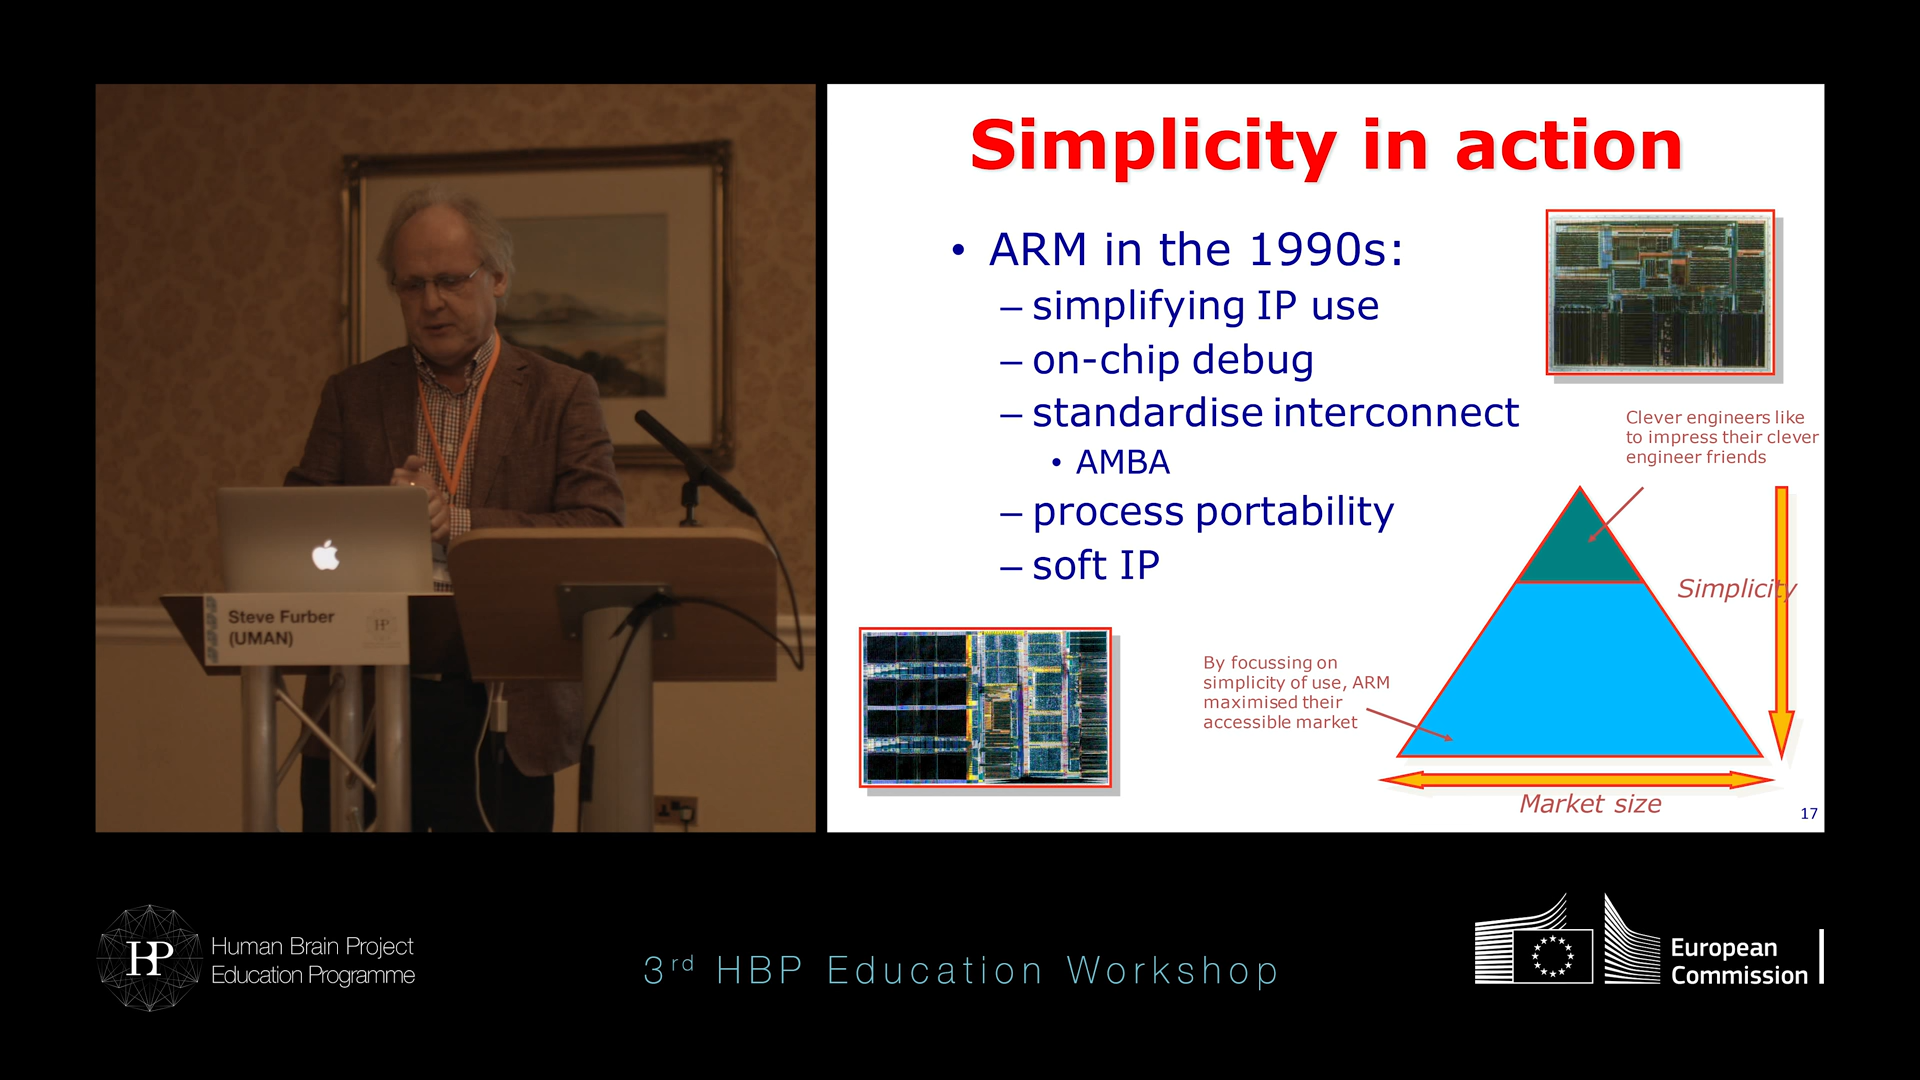 Steve Furber
(UMAN)
HP
Simplicity in action
• ARM in the 1990s:
– simplifying IP use
– on-chip debug
– standardise interconnect
• AMBA
– process portability
– soft IP
Clever engineers like
to impress their clever
engineer friends
Simplicity
By focussing on
simplicity of use, ARM
maximised their
accessible market
Market size
17
HP
Human Brain Project
Education Programme
3rd HBP Education Workshop
European
Commission